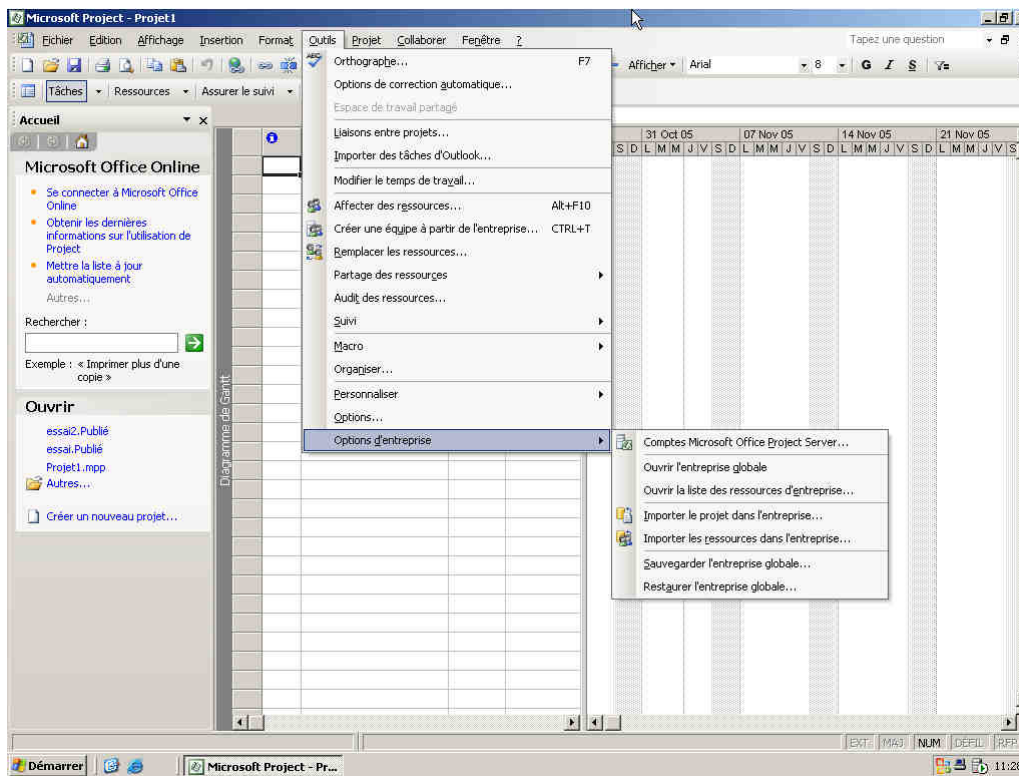 Microsoft Project - Projet1
Fichier Edition Affichage Insertion Format Outils Projet Collaborer Fenêtre ?
Tapez une question
Afficher Arial 8 G I S
Tâches Ressources Assurer le suivi
Accueil
Microsoft Office Online
Se connecter à Microsoft Office
Online
Obtenir les dernières
informations sur l'utilisation de
Project
Mettre la liste à jour
automatiquement
Autres...
Rechercher :
Exemple : « Imprimer plus d'une
copie »
Ouvrir
essai2.Publié
essai.Publié
Projet1.mpp
Autres...
Créer un nouveau projet...
Diagramme de Gantt
Orthographe... F7
Options de correction automatique...
Espace de travail partagé
Liaisons entre projets...
Importer des tâches d'Outlook...
Modifier le temps de travail...
Affecter des ressources... Alt+F10
Créer une équipe à partir de l'entreprise... CTRL+T
Remplacer les ressources...
Partage des ressources
Audit des ressources...
Suivi
Macro
Organiser...
Personnaliser
Options...
Options d'entreprise
Comptes Microsoft Office Project Server...
Ouvrir l'entreprise globale
Ouvrir la liste des ressources d'entreprise...
Importer le projet dans l'entreprise...
Importer les ressources dans l'entreprise...
Sauvegarder l'entreprise globale...
Restaurer l'entreprise globale...
31 Oct 05 07 Nov 05 14 Nov 05 21 Nov 05
S D L M M J V S D L M M J V S D L M M J V S D L M M J V S
EXT MAJ NUM DÉFIL RFP
Démarrer Microsoft Project - Pr... 11:28